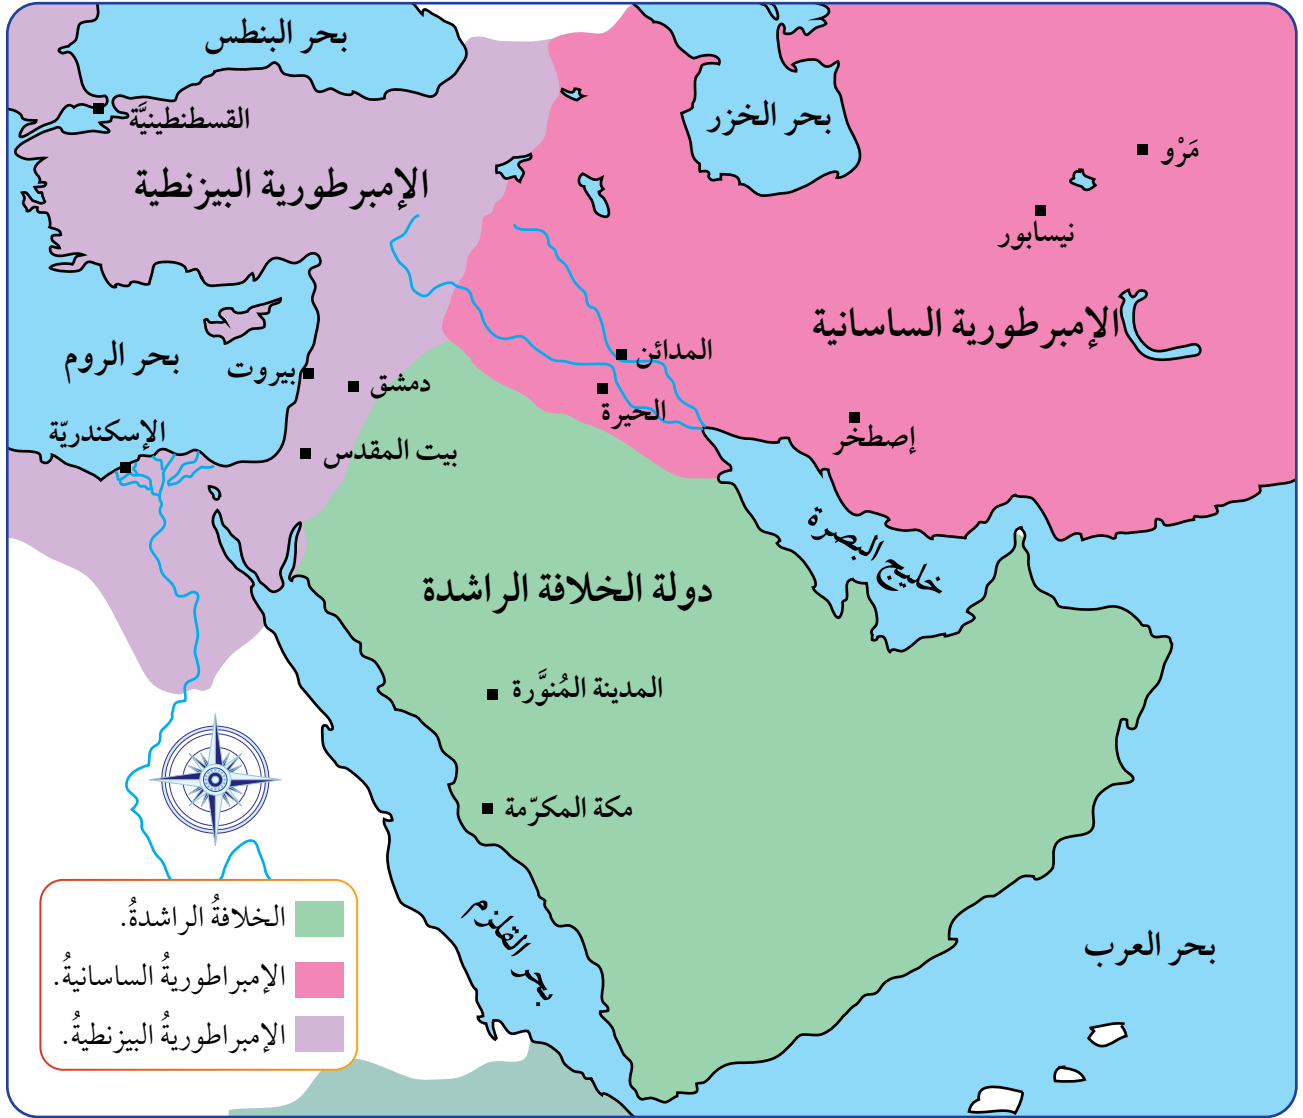 بحر البنطس
القسطنطينيَّة
بحر الخزر
مَرْو
الإمبرطورية البيزنطية
نيسابور
الإمبرطورية الساسانية
المدائن
بحر الروم
بيروت
دمشق
الحيرة
إصطخر
الإسكندريّة
بيت المقدس
خليج البصرة
دولة الخلافة الراشدة
المدينة المُنوَّرة
مكة المكرّمة
بحر القلزم
بحر العرب
الخلافةُ الراشدةُ.
الإمبراطوريةُ الساسانيةُ.
الإمبراطوريةُ البيزنطيةُ.